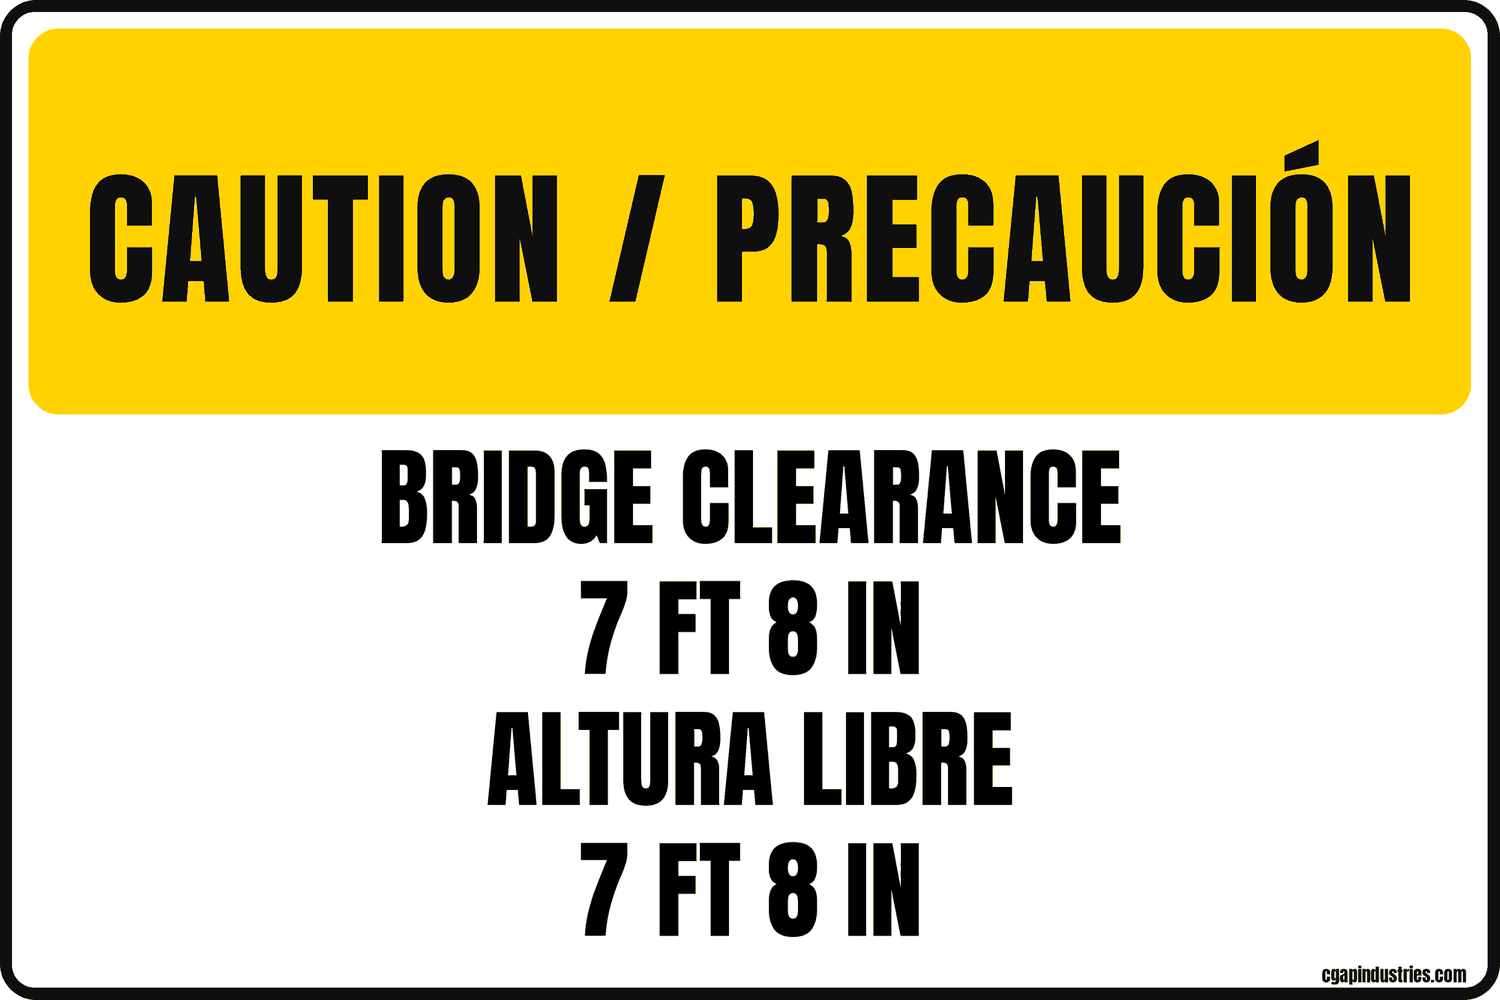 CAUTION / PRECAUCIÓN
BRIDGE CLEARANCE
7 FT 8 IN
ALTURA LIBRE
7 FT 8 IN
cgapindustries.com